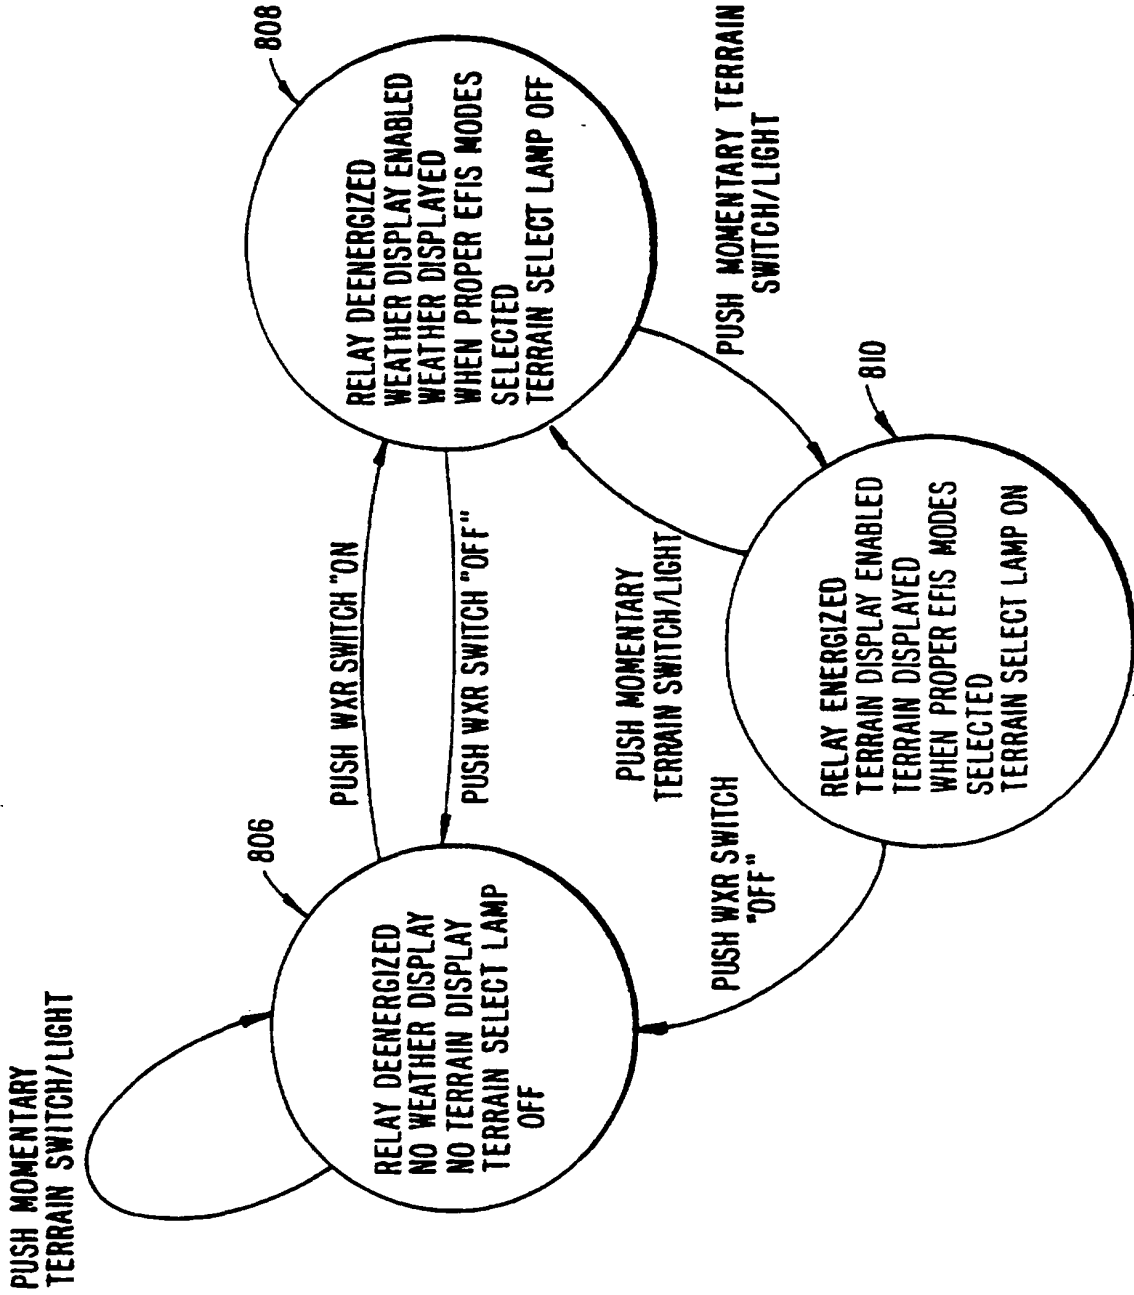 PUSH MOMENTARY
TERRAIN SWITCH/LIGHT
806
RELAY DEENERGIZED
NO WEATHER DISPLAY
NO TERRAIN DISPLAY
TERRAIN SELECT LAMP
OFF
PUSH WXR SWITCH "ON
PUSH WXR SWITCH "OFF"
808
RELAY DEENERGIZED
WEATHER DISPLAY ENABLED
WEATHER DISPLAYED
WHEN PROPER EFIS MODES
SELECTED
TERRAIN SELECT LAMP OFF
PUSH MOMENTARY
TERRAIN SWITCH/LIGHT
PUSH MOMENTARY TERRAIN
SWITCH/LIGHT
PUSH WXR SWITCH
"OFF"
810
RELAY ENERGIZED
TERRAIN DISPLAY ENABLED
TERRAIN DISPLAYED
WHEN PROPER EFIS MODES
SELECTED
TERRAIN SELECT LAMP ON